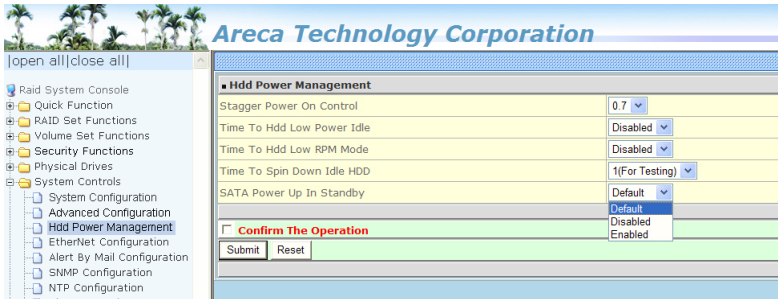 Areca Technology Corporation
|open all|close all|
Raid System Console
Quick Function
RAID Set Functions
Volume Set Functions
Security Functions
Physical Drives
System Controls
System Configuration
Advanced Configuration
Hdd Power Management
EtherNet Configuration
Alert By Mail Configuration
SNMP Configuration
NTP Configuration
Hdd Power Management
Stagger Power On Control 0.7
Time To Hdd Low Power Idle Disabled
Time To Hdd Low RPM Mode Disabled
Time To Spin Down Idle HDD 1(For Testing)
SATA Power Up In Standby Default
Default
Disabled
Enabled
Confirm The Operation
Submit Reset